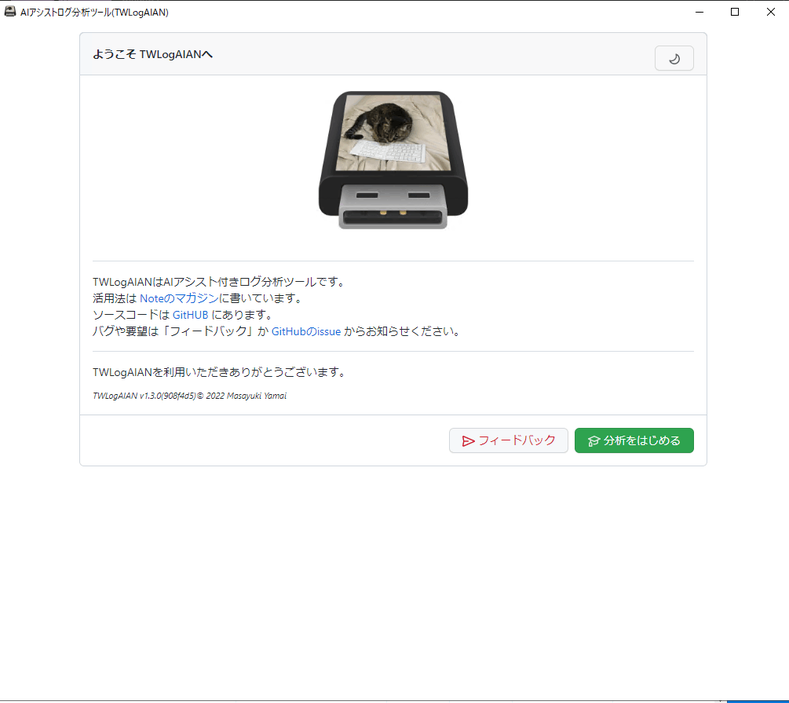 AIアシストログ分析ツール(TWLogAIAN)
ようこそ TWLogAIANへ
TWLogAIANはAIアシスト付きログ分析ツールです。
活用法は Noteのマガジンに書いています。
ソースコードは GitHUB にあります。
バグや要望は「フィードバック」か GitHubのissue からお知らせください。
TWLogAIANを利用いただきありがとうございます。
TWLogAIAN v1.3.0(908f4d5)© 2022 Masayuki Yamai
フィードバック
分析をはじめる